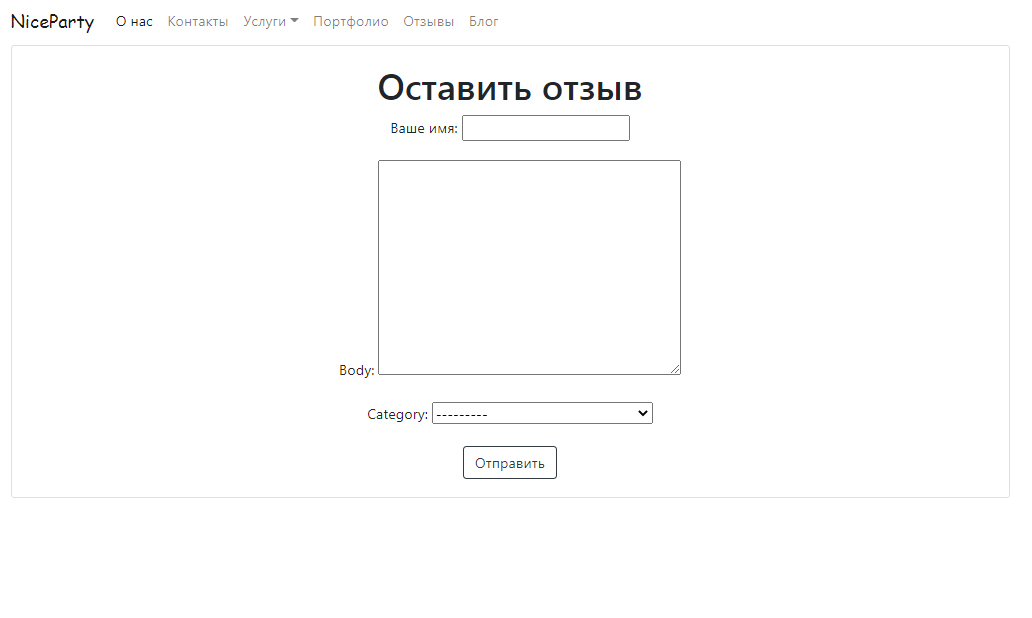 NiceParty О нас Контакты Услуги Портфолио Отзывы Блог
Оставить отзыв
Ваше имя:
Body:
Category: ---------
Отправить